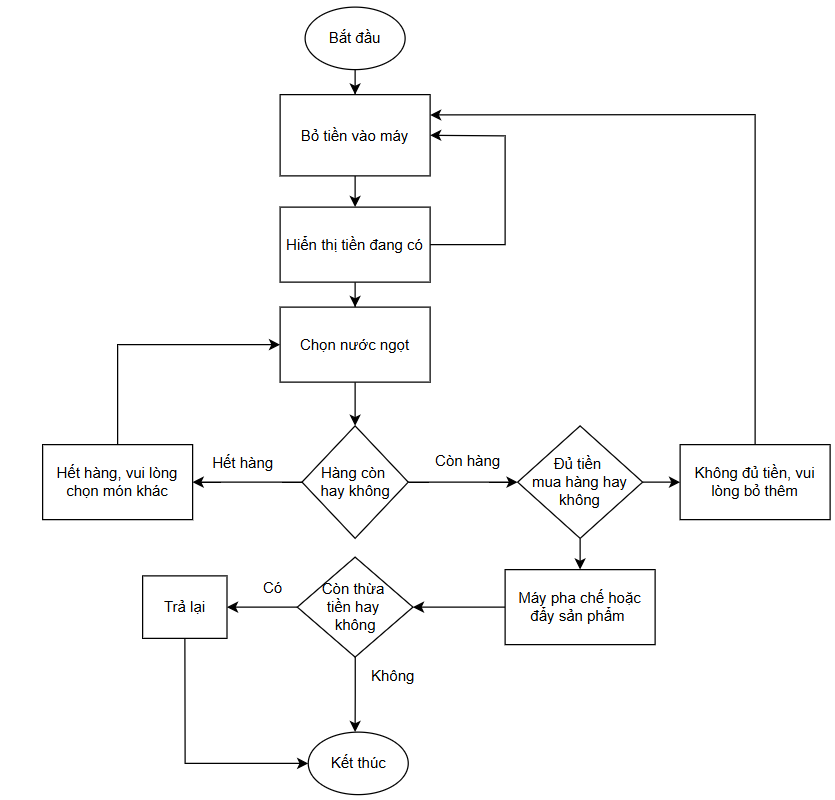 Bắt đầu
Bỏ tiền vào máy
Hiển thị tiền đang có
Chọn nước ngọt
Hết hàng, vui lòng
chọn món khác
Hết hàng
Hàng còn
hay không
Còn hàng
Đủ tiền
mua hàng hay
không
Không đủ tiền, vui
lòng bỏ thêm
Máy pha chế hoặc
đẩy sản phẩm
Còn thừa
tiền hay
không
Có
Trả lại
Không
Kết thúc